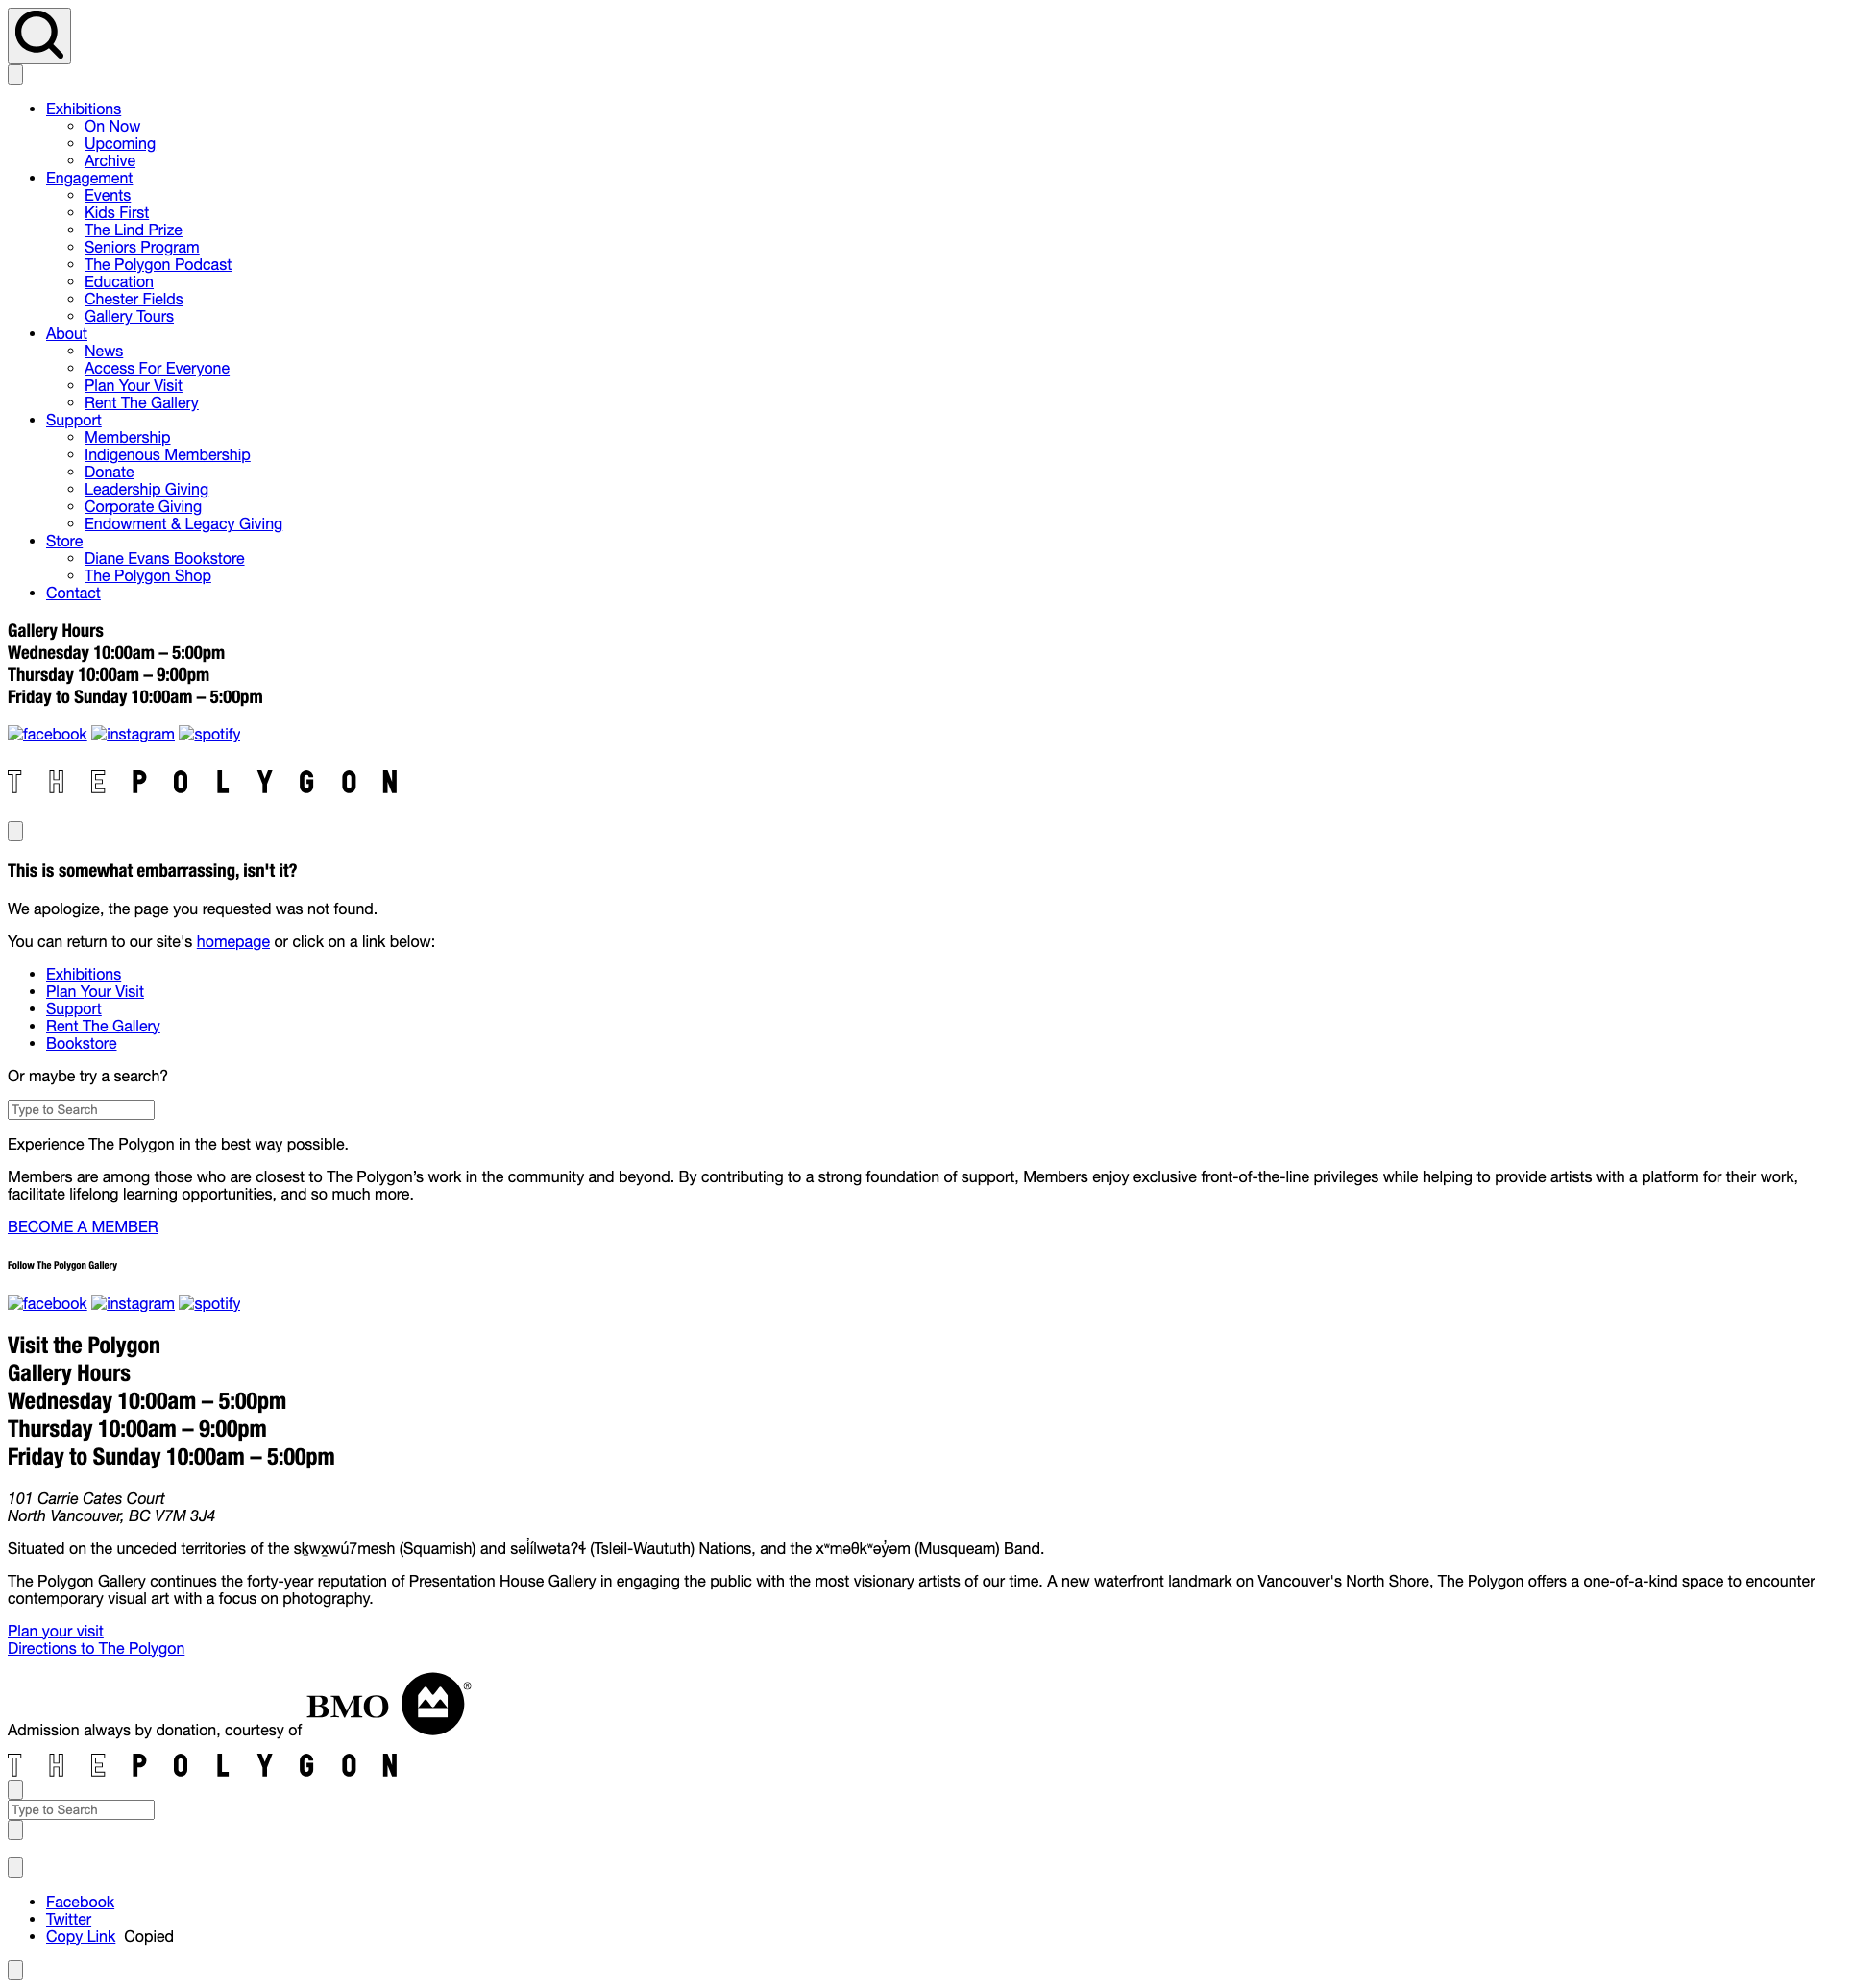 Exhibitions
On Now
Upcoming
Archive
Engagement
Events
Kids First
The Lind Prize
Seniors Program
The Polygon Podcast
Education
Chester Fields
Gallery Tours
About
News
Access For Everyone
Plan Your Visit
Rent The Gallery
Support
Membership
Indigenous Membership
Donate
Leadership Giving
Corporate Giving
Endowment & Legacy Giving
Store
Diane Evans Bookstore
The Polygon Shop
Contact
Gallery Hours
Wednesday 10:00am – 5:00pm
Thursday 10:00am – 9:00pm
Friday to Sunday 10:00am – 5:00pm
facebook instagram spotify
THE POLYGON
This is somewhat embarrassing, isn't it?
We apologize, the page you requested was not found.
You can return to our site's homepage or click on a link below:
Exhibitions
Plan Your Visit
Support
Rent The Gallery
Bookstore
Or maybe try a search?
Type to Search
Experience The Polygon in the best way possible.
Members are among those who are closest to The Polygon’s work in the community and beyond. By contributing to a strong foundation of support, Members enjoy exclusive front-of-the-line privileges while helping to provide artists with a platform for their work,
facilitate lifelong learning opportunities, and so much more.
BECOME A MEMBER
Follow The Polygon Gallery
facebook instagram spotify
Visit the Polygon
Gallery Hours
Wednesday 10:00am – 5:00pm
Thursday 10:00am – 9:00pm
Friday to Sunday 10:00am – 5:00pm
101 Carrie Cates Court
North Vancouver, BC V7M 3J4
Situated on the unceded territories of the sḵwx̱wú7mesh (Squamish) and səl̓ílwətaʔɬ (Tsleil-Waututh) Nations, and the xʷməθkʷəy̓əm (Musqueam) Band.
The Polygon Gallery continues the forty-year reputation of Presentation House Gallery in engaging the public with the most visionary artists of our time. A new waterfront landmark on Vancouver's North Shore, The Polygon offers a one-of-a-kind space to encounter
contemporary visual art with a focus on photography.
Plan your visit
Directions to The Polygon
Admission always by donation, courtesy of BMO ®
THE POLYGON
Type to Search
Facebook
Twitter
Copy Link Copied